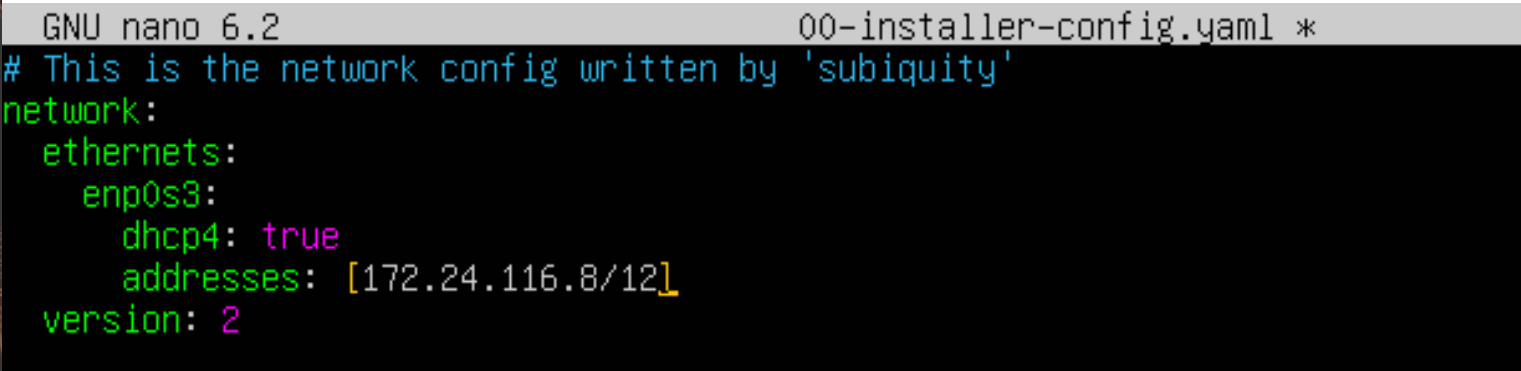 GNU nano 6.2 00-installer-config.yaml *
# This is the network config written by 'subiquity'
network:
  ethernets:
    enp0s3:
      dhcp4: true
      addresses: [172.24.116.8/12]
  version: 2